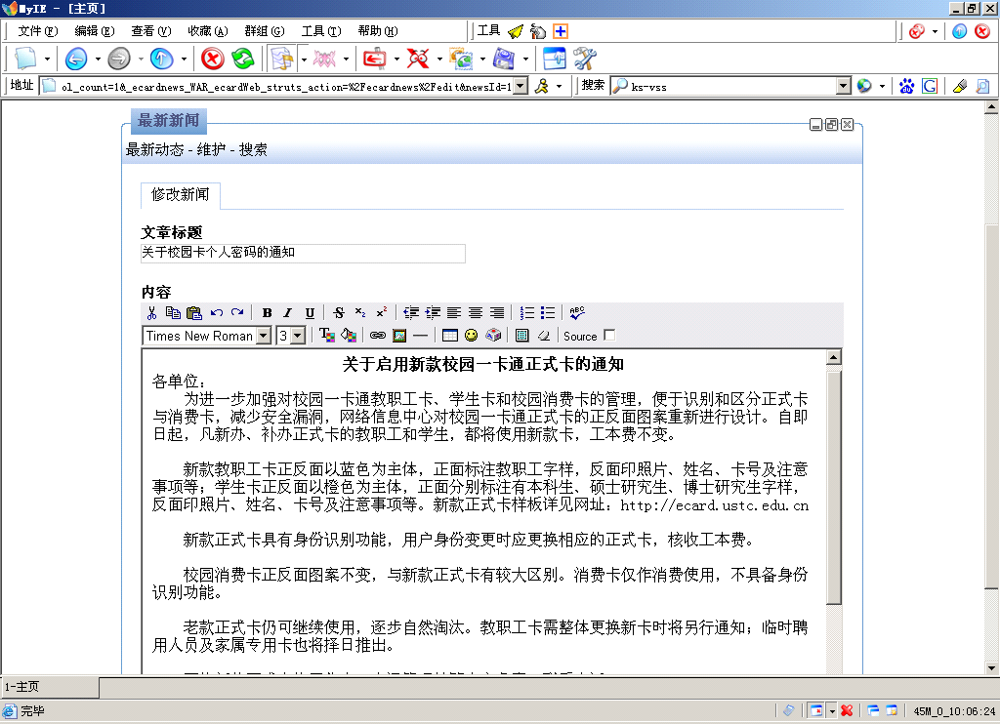 MyIE - [主页]
文件(F) 编辑(E) 查看(V) 收藏(A) 群组(G) 工具(T) 帮助(H) 工具
地址 ol_count=1&_ecardnews_WAR_ecardWeb_struts_action=%2Fecardnews%2Fedit&newsId=1 搜索 ks-vss
最新新闻
最新动态 - 维护 - 搜索
修改新闻
文章标题
关于校园卡个人密码的通知
内容
Times New Roman 3 Source
关于启用新款校园一卡通正式卡的通知
各单位：
为进一步加强对校园一卡通教职工卡、学生卡和校园消费卡的管理，便于识别和区分正式卡
与消费卡，减少安全漏洞，网络信息中心对校园一卡通正式卡的正反面图案重新进行设计。自即
日起，凡新办、补办正式卡的教职工和学生，都将使用新款卡，工本费不变。
新款教职工卡正反面以蓝色为主体，正面标注教职工字样，反面印照片、姓名、卡号及注意
事项等；学生卡正反面以橙色为主体，正面分别标注有本科生、硕士研究生、博士研究生字样，
反面印照片、姓名、卡号及注意事项等。新款正式卡样板详见网址：http://ecard.ustc.edu.cn
新款正式卡具有身份识别功能，用户身份变更时应更换相应的正式卡，核收工本费。
校园消费卡正反面图案不变，与新款正式卡有较大区别。消费卡仅作消费使用，不具备身份
识别功能。
老款正式卡仍可继续使用，逐步自然淘汰。教职工卡需整体更换新卡时将另行通知；临时聘
用人员及家属专用卡也将择日推出。
1-主页
完毕 45M_0_10:06:24